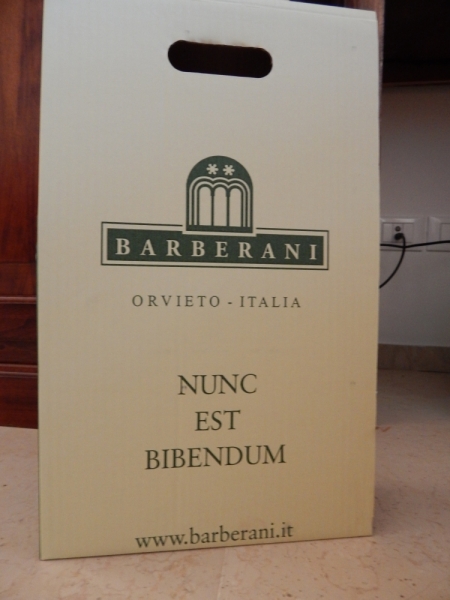 BARBERANI
ORVIETO - ITALIA
NUNC
EST
BIBENDUM
www.barberani.it